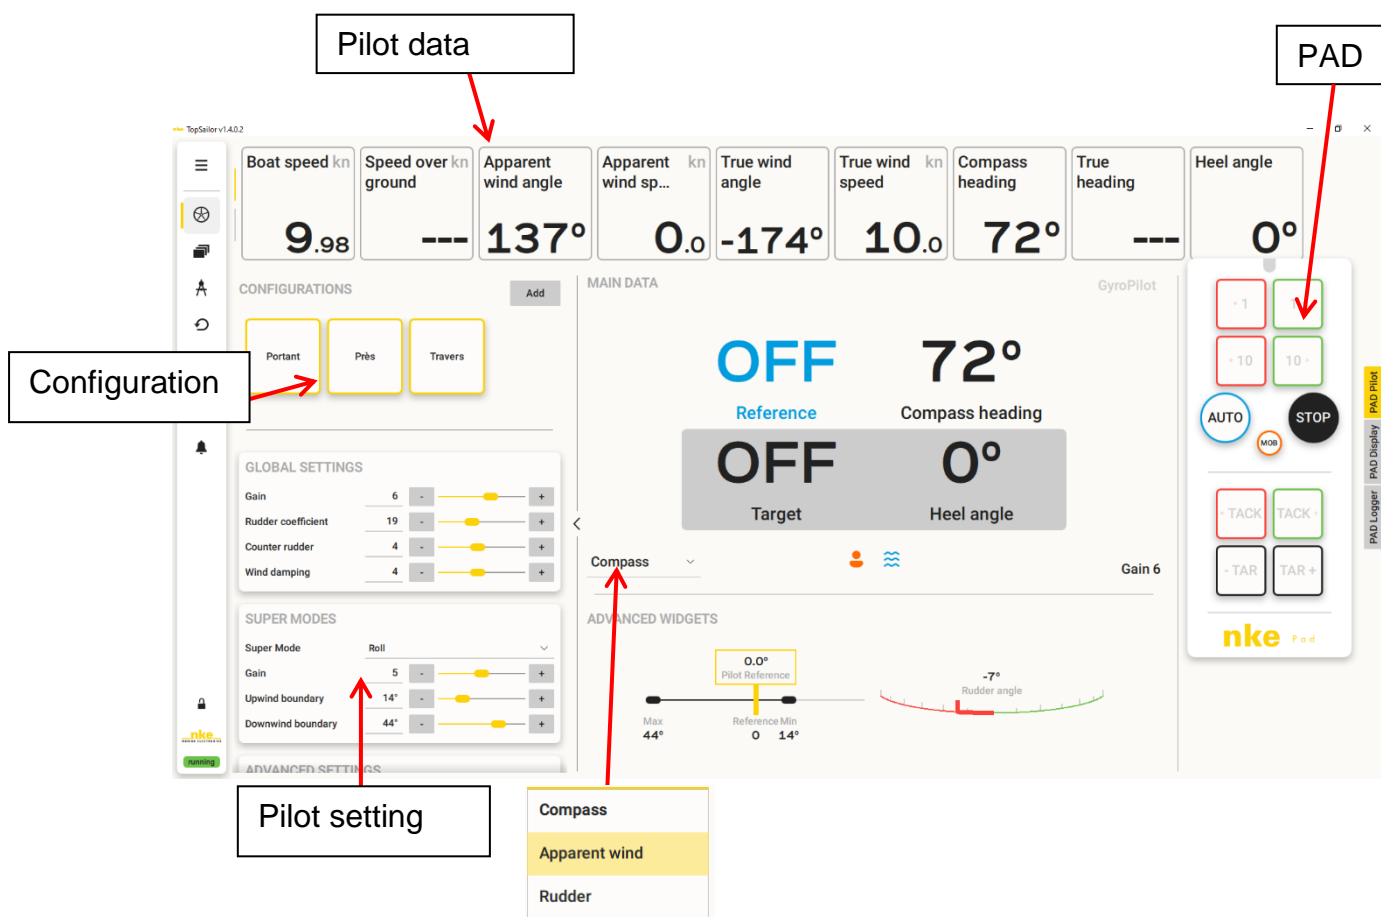 Pilot data
PAD
nke TopSailor v1.4.0.2
Boat speed kn
9.98
Speed over kn
ground
---
Apparent
wind angle
137°
Apparent kn
wind sp...
0.0
True wind
angle
-174°
True wind kn
speed
10.0
Compass
heading
72°
True
heading
---
Heel angle
0°
CONFIGURATIONS
Add
Portant
Près
Travers
Configuration
GLOBAL SETTINGS
Gain 6 - +
Rudder coefficient 19 - +
Counter rudder 4 - +
Wind damping 4 - +
SUPER MODES
Super Mode Roll
Gain 5 - +
Upwind boundary 14° - +
Downwind boundary 44° - +
ADVANCED SETTINGS
nke
running
Pilot setting
MAIN DATA
GyroPilot
OFF
Reference
72°
Compass heading
OFF
Target
0°
Heel angle
Compass
Gain 6
ADVANCED WIDGETS
0.0°
Pilot Reference
Max
44°
Reference
0
Min
14°
-7°
Rudder angle
Compass
Apparent wind
Rudder
· 1
1
· 10
10 ·
AUTO
STOP
MOB
· TACK
TACK ·
- TAR
TAR +
nke Pad
PAD Pilot
PAD Display
PAD Logger